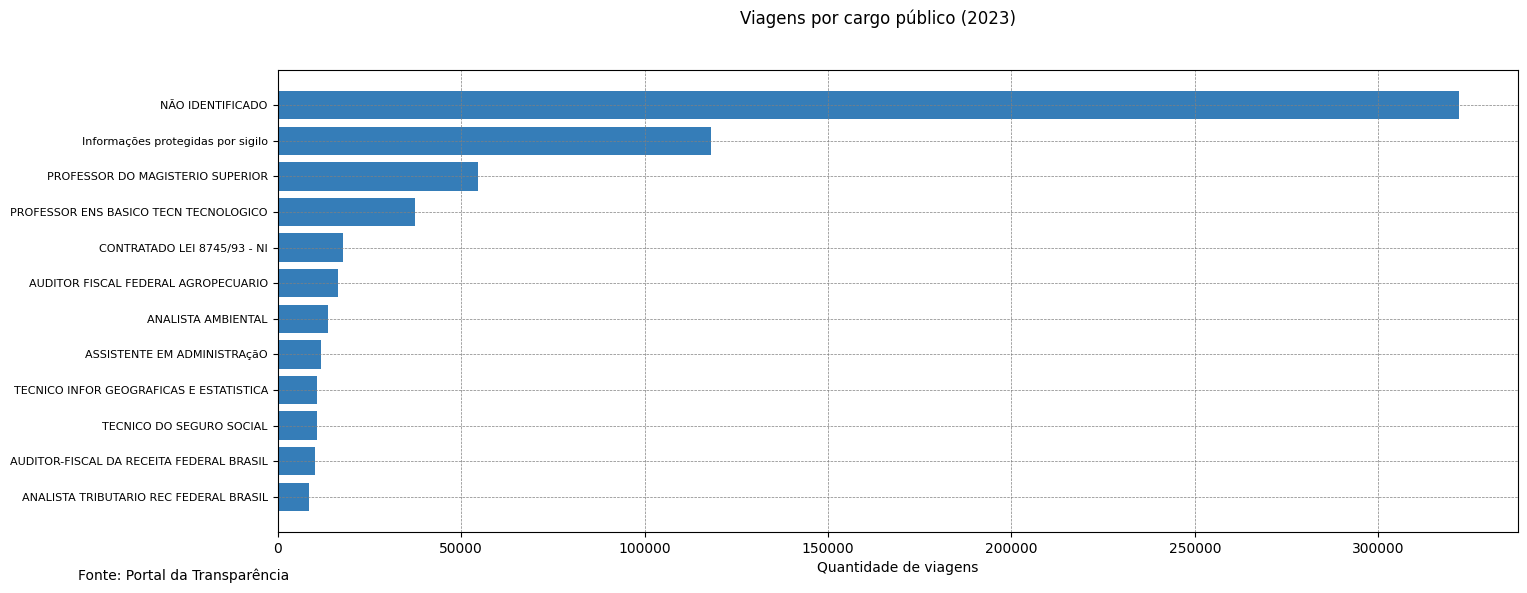 Viagens por cargo público (2023)
NÃO IDENTIFICADO
Informações protegidas por sigilo
PROFESSOR DO MAGISTERIO SUPERIOR
PROFESSOR ENS BASICO TECN TECNOLOGICO
CONTRATADO LEI 8745/93 - NI
AUDITOR FISCAL FEDERAL AGROPECUARIO
ANALISTA AMBIENTAL
ASSISTENTE EM ADMINISTRAçãO
TECNICO INFOR GEOGRAFICAS E ESTATISTICA
TECNICO DO SEGURO SOCIAL
AUDITOR-FISCAL DA RECEITA FEDERAL BRASIL
ANALISTA TRIBUTARIO REC FEDERAL BRASIL
0 50000 100000 150000 200000 250000 300000
Quantidade de viagens
Fonte: Portal da Transparência